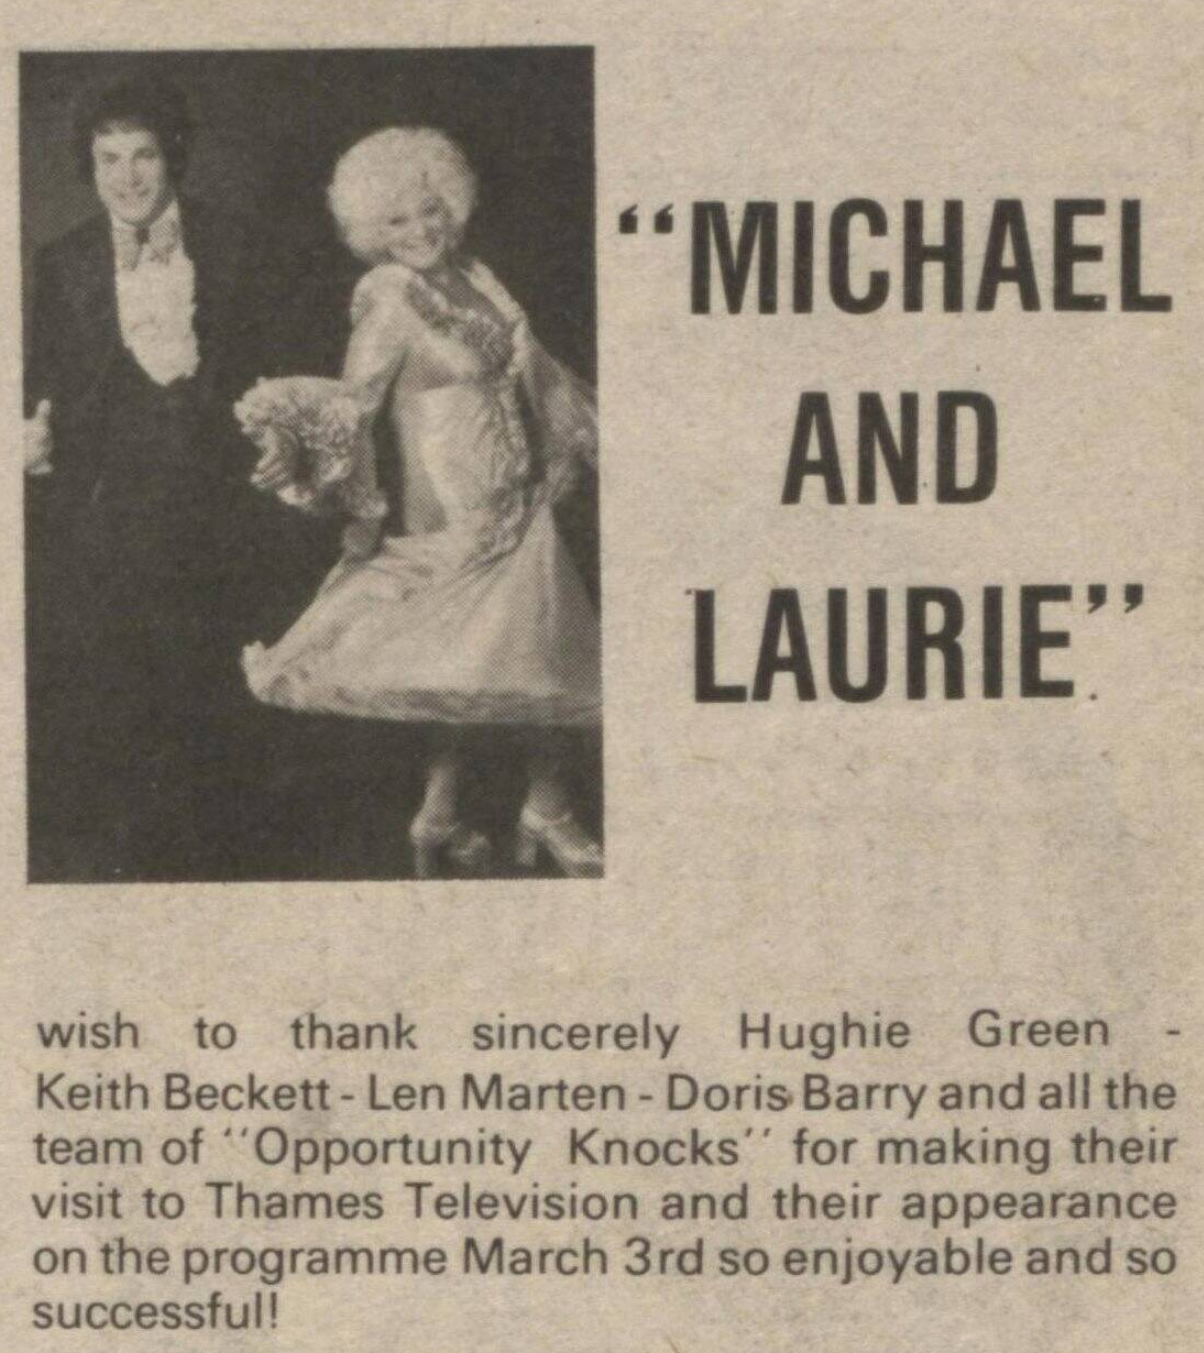 “MICHAEL
AND
LAURIE”
wish to thank sincerely Hughie Green -
Keith Beckett - Len Marten - Doris Barry and all the
team of ''Opportunity Knocks'' for making their
visit to Thames Television and their appearance
on the programme March 3rd so enjoyable and so
successful!